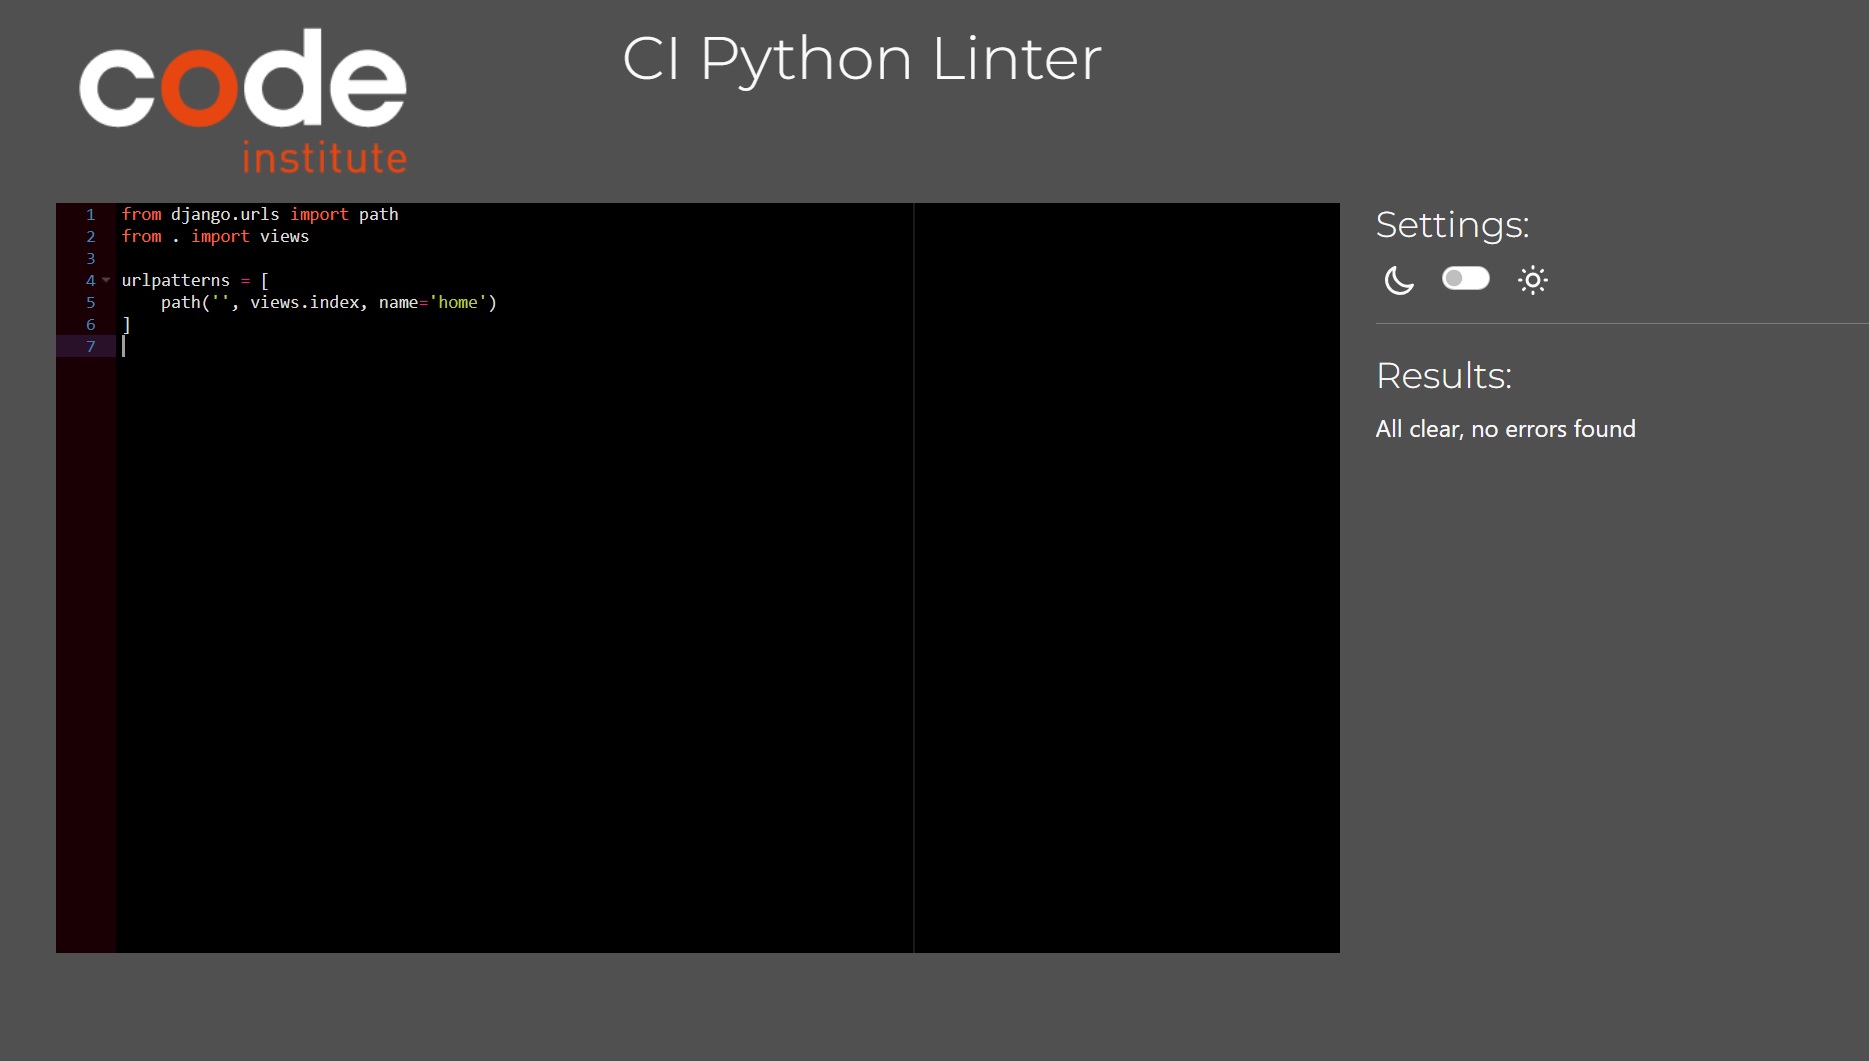 code
institute
CI Python Linter
1 from django.urls import path
2 from . import views
3
4 urlpatterns = [
5     path('', views.index, name='home')
6 ]
7
Settings:
Results:
All clear, no errors found